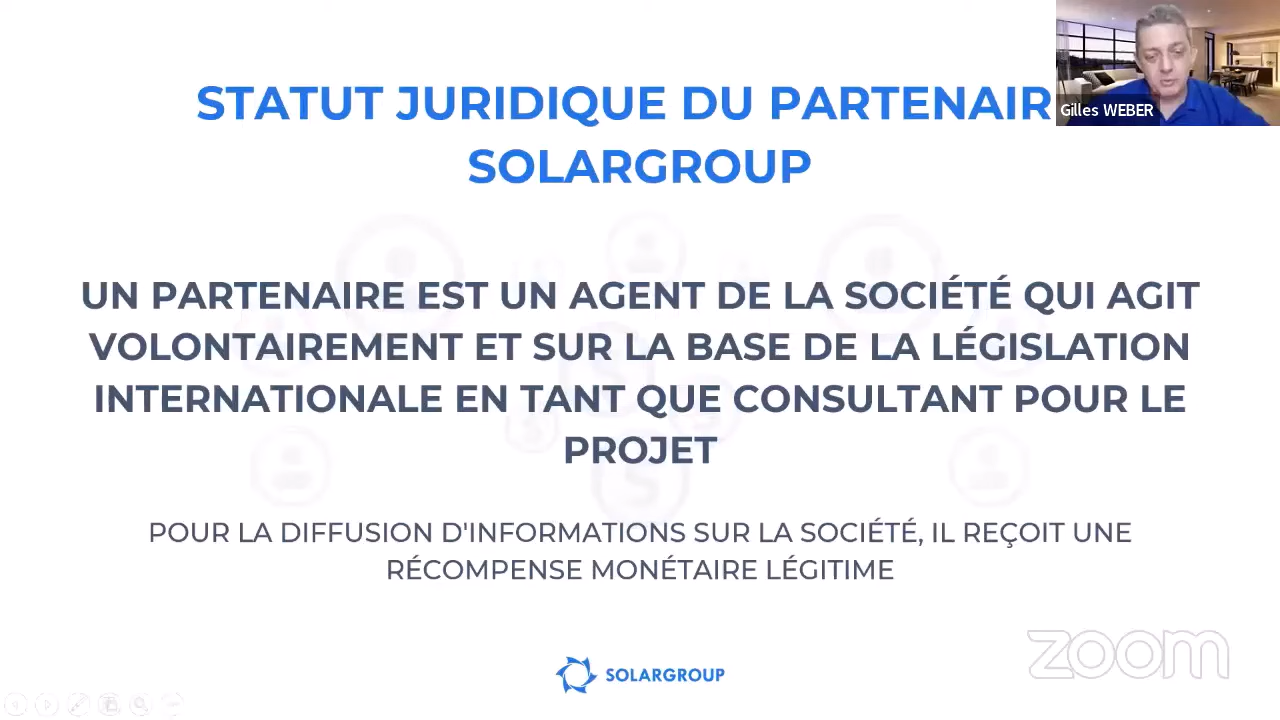 STATUT JURIDIQUE DU PARTENAIR
SOLARGROUP
Gilles WEBER
UN PARTENAIRE EST UN AGENT DE LA SOCIÉTÉ QUI AGIT
VOLONTAIREMENT ET SUR LA BASE DE LA LÉGISLATION
INTERNATIONALE EN TANT QUE CONSULTANT POUR LE
PROJET
POUR LA DIFFUSION D'INFORMATIONS SUR LA SOCIÉTÉ, IL REÇOIT UNE
RÉCOMPENSE MONÉTAIRE LÉGITIME
zoom
SOLARGROUP